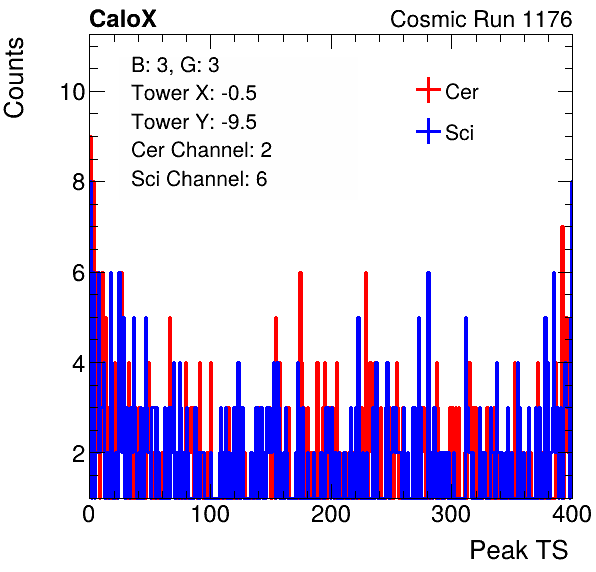 CaloX Cosmic Run 1176
Counts
B: 3, G: 3
Tower X: -0.5
Tower Y: -9.5
Cer Channel: 2
Sci Channel: 6
Cer
Sci
10
8
6
4
2
0 100 200 300 400
Peak TS